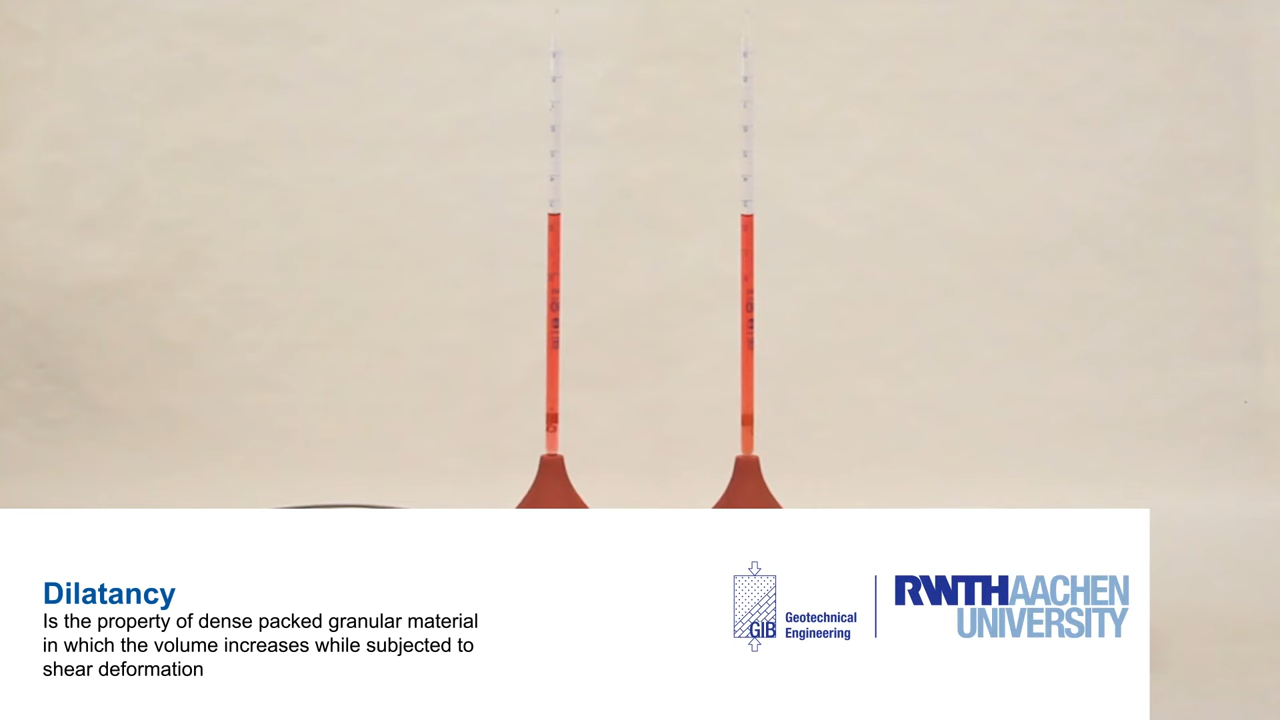 Dilatancy
Is the property of dense packed granular material
in which the volume increases while subjected to
shear deformation
GIB
Geotechnical
Engineering
RWTHAACHEN
UNIVERSITY